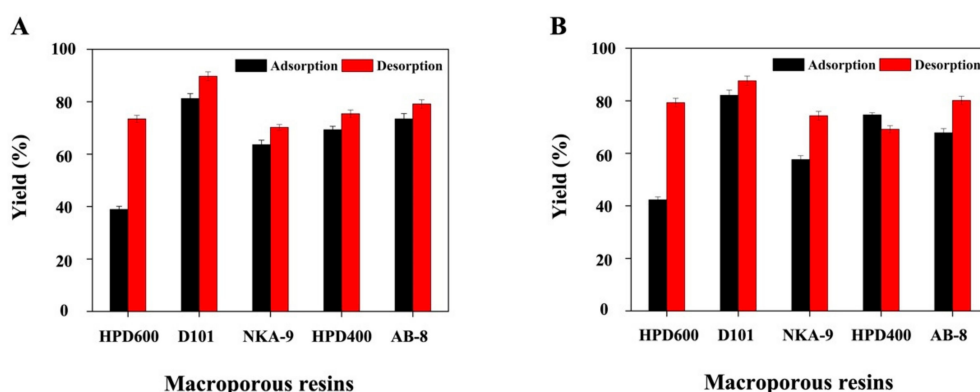 A
100
80
60
40
20
0
Yield (%)
Adsorption
Desorption
HPD600 D101 NKA-9 HPD400 AB-8
Macroporous resins
B
100
80
60
40
20
0
Yield (%)
Adsorption
Desorption
HPD600 D101 NKA-9 HPD400 AB-8
Macroporous resins